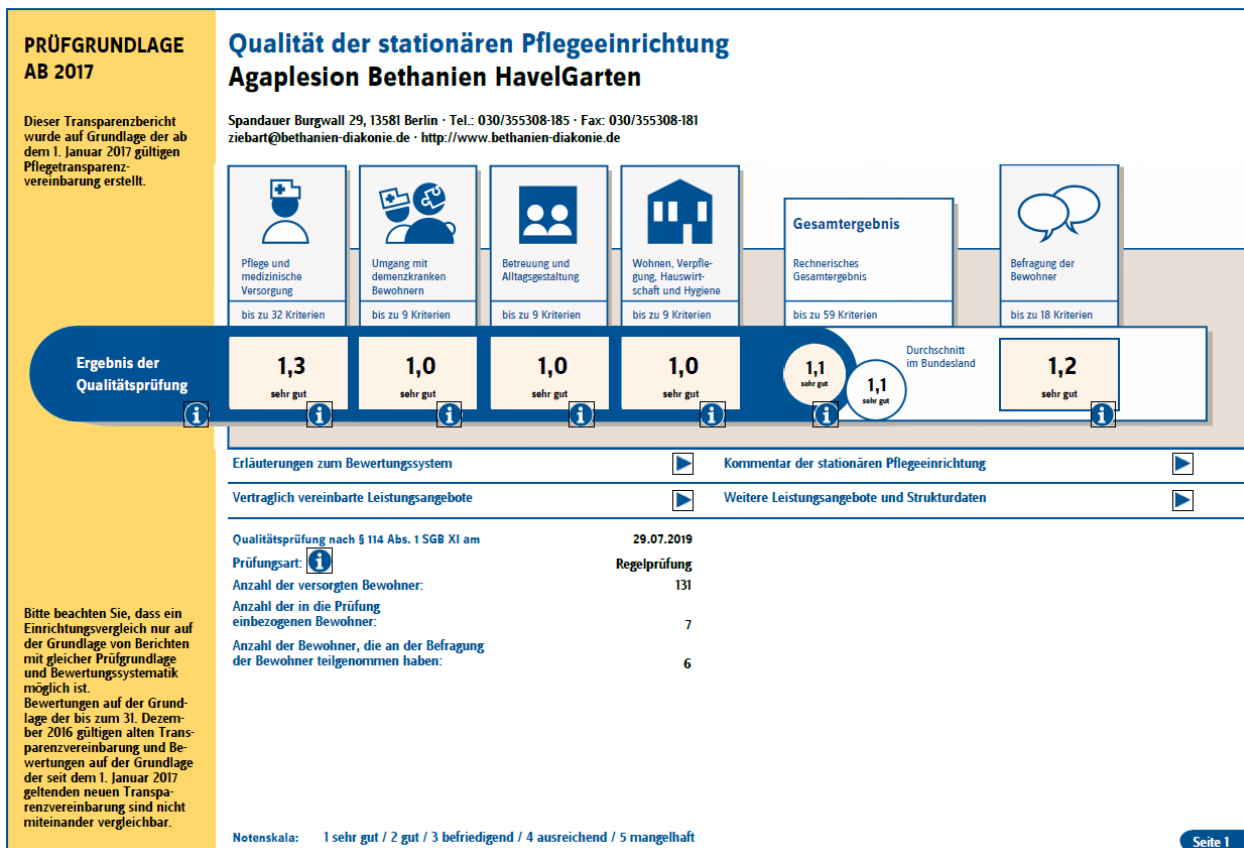 PRÜFGRUNDLAGE
AB 2017
Dieser Transparenzbericht
wurde auf Grundlage der ab
dem 1. Januar 2017 gültigen
Pflegetransparenz-
vereinbarung erstellt.
Qualität der stationären Pflegeeinrichtung
Agaplesion Bethanien HavelGarten
Spandauer Burgwall 29, 13581 Berlin · Tel.: 030/355308-185 · Fax: 030/355308-181
ziebart@bethanien-diakonie.de · http://www.bethanien-diakonie.de
Pflege und
medizinische
Versorgung
bis zu 32 Kriterien
Umgang mit
demenzkranken
Bewohnern
bis zu 9 Kriterien
Betreuung und
Alltagsgestaltung
bis zu 9 Kriterien
Wohnen, Verpfle-
gung, Hauswirt-
schaft und Hygiene
bis zu 9 Kriterien
Gesamtergebnis
Rechnerisches
Gesamtergebnis
bis zu 59 Kriterien
Befragung der
Bewohner
bis zu 18 Kriterien
Ergebnis der
Qualitätsprüfung
1,3
sehr gut
1,0
sehr gut
1,0
sehr gut
1,0
sehr gut
1,1
sehr gut
1,1
sehr gut
Durchschnitt
im Bundesland
1,2
sehr gut
Erläuterungen zum Bewertungssystem
Kommentar der stationären Pflegeeinrichtung
Vertraglich vereinbarte Leistungsangebote
Weitere Leistungsangebote und Strukturdaten
Qualitätsprüfung nach § 114 Abs. 1 SGB XI am 29.07.2019
Prüfungsart: Regelprüfung
Anzahl der versorgten Bewohner: 131
Anzahl der in die Prüfung
einbezogenen Bewohner: 7
Anzahl der Bewohner, die an der Befragung
der Bewohner teilgenommen haben: 6
Bitte beachten Sie, dass ein
Einrichtungsvergleich nur auf
der Grundlage von Berichten
mit gleicher Prüfgrundlage
und Bewertungssystematik
möglich ist.
Bewertungen auf der Grund-
lage der bis zum 31. Dezem-
ber 2016 gültigen alten Trans-
parenzvereinbarung und Be-
wertungen auf der Grundlage
der seit dem 1. Januar 2017
geltenden neuen Transpa-
renzvereinbarung sind nicht
miteinander vergleichbar.
Notenskala: 1 sehr gut / 2 gut / 3 befriedigend / 4 ausreichend / 5 mangelhaft
Seite 1